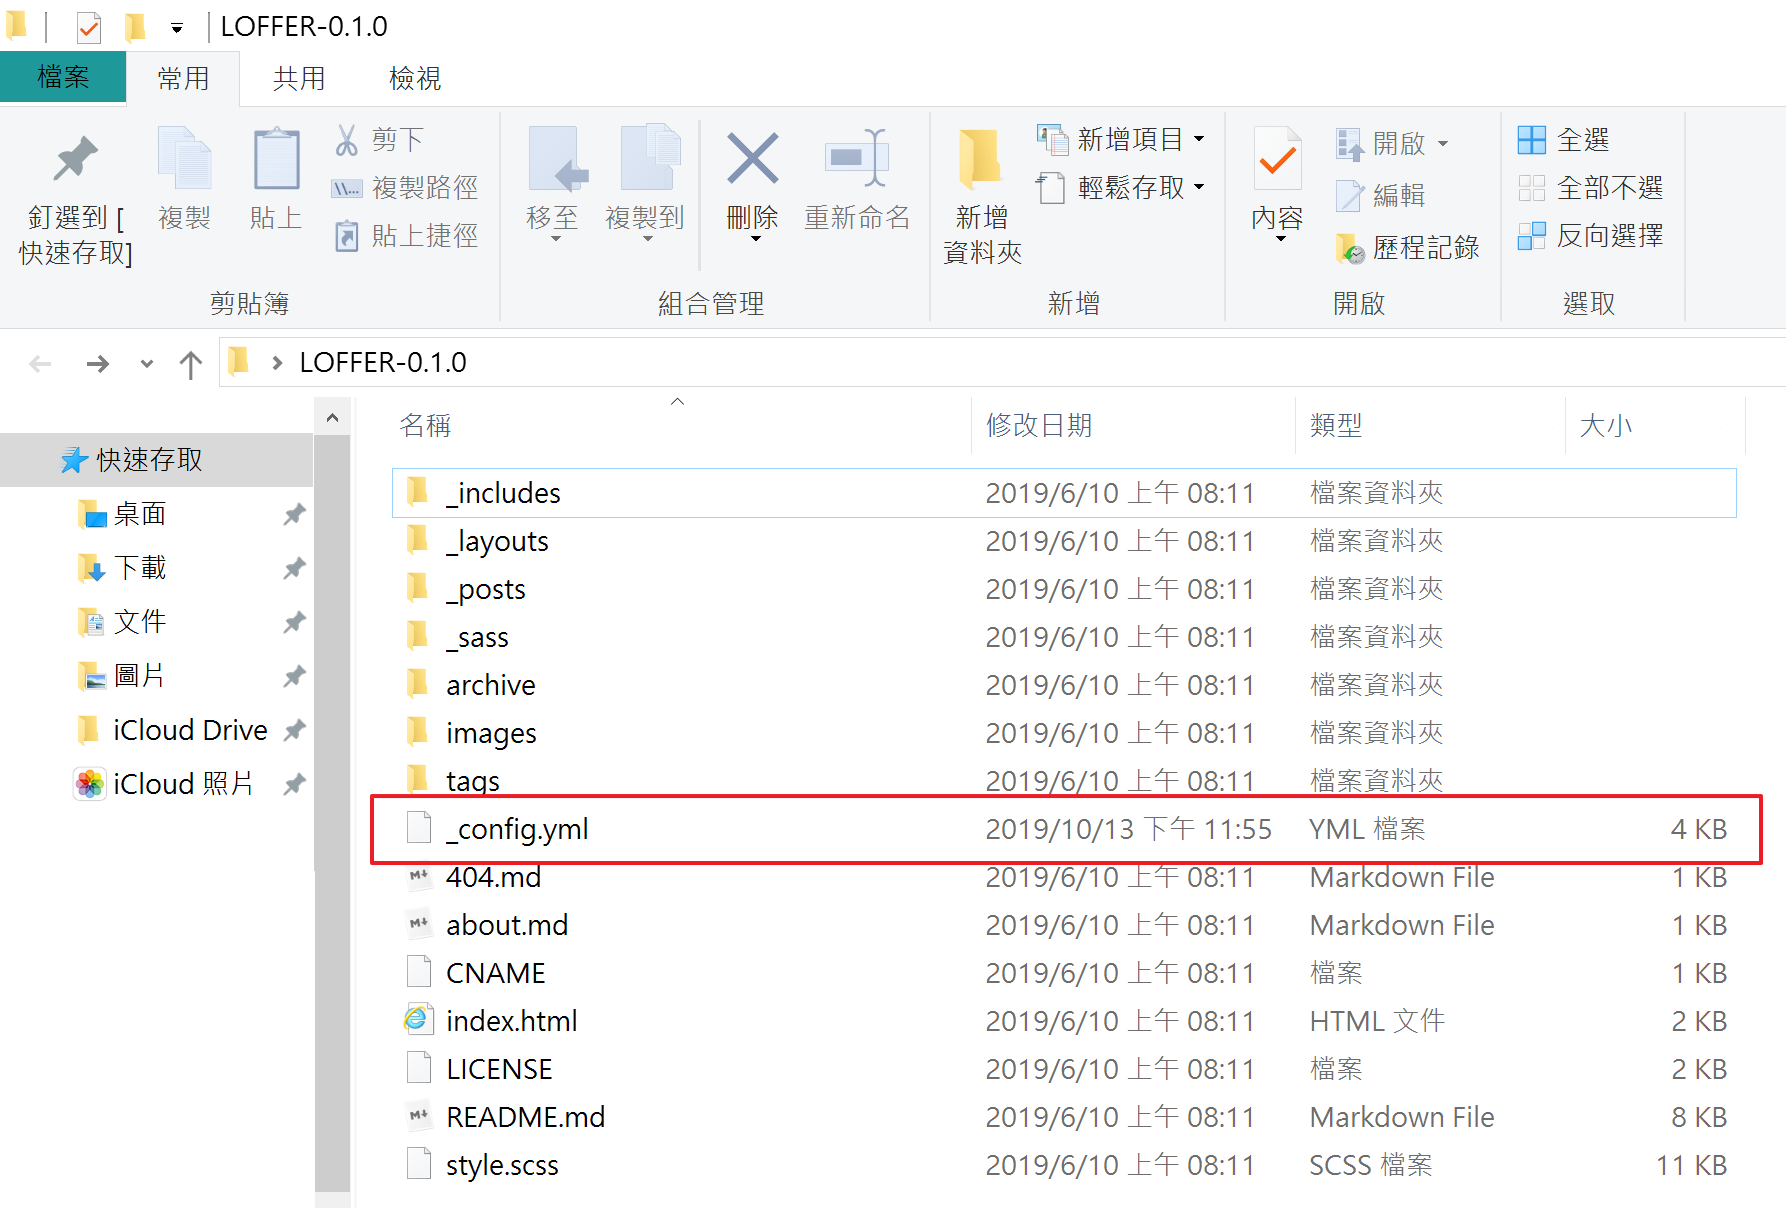 LOFFER-0.1.0
檔案 常用 共用 檢視
釘選到 [
快速存取]
複製
貼上
剪下
複製路徑
貼上捷徑
剪貼簿
移至
複製到
刪除
重新命名
組合管理
新增
資料夾
新增項目
輕鬆存取
新增
內容
開啟
編輯
歷程記錄
開啟
全選
全部不選
反向選擇
選取
LOFFER-0.1.0
快速存取
桌面
下載
文件
圖片
iCloud Drive
iCloud 照片
名稱 修改日期 類型 大小
_includes 2019/6/10 上午 08:11 檔案資料夾
_layouts 2019/6/10 上午 08:11 檔案資料夾
_posts 2019/6/10 上午 08:11 檔案資料夾
_sass 2019/6/10 上午 08:11 檔案資料夾
archive 2019/6/10 上午 08:11 檔案資料夾
images 2019/6/10 上午 08:11 檔案資料夾
tags 2019/6/10 上午 08:11 檔案資料夾
_config.yml 2019/10/13 下午 11:55 YML 檔案 4 KB
404.md 2019/6/10 上午 08:11 Markdown File 1 KB
about.md 2019/6/10 上午 08:11 Markdown File 1 KB
CNAME 2019/6/10 上午 08:11 檔案 1 KB
index.html 2019/6/10 上午 08:11 HTML 文件 2 KB
LICENSE 2019/6/10 上午 08:11 檔案 2 KB
README.md 2019/6/10 上午 08:11 Markdown File 8 KB
style.scss 2019/6/10 上午 08:11 SCSS 檔案 11 KB